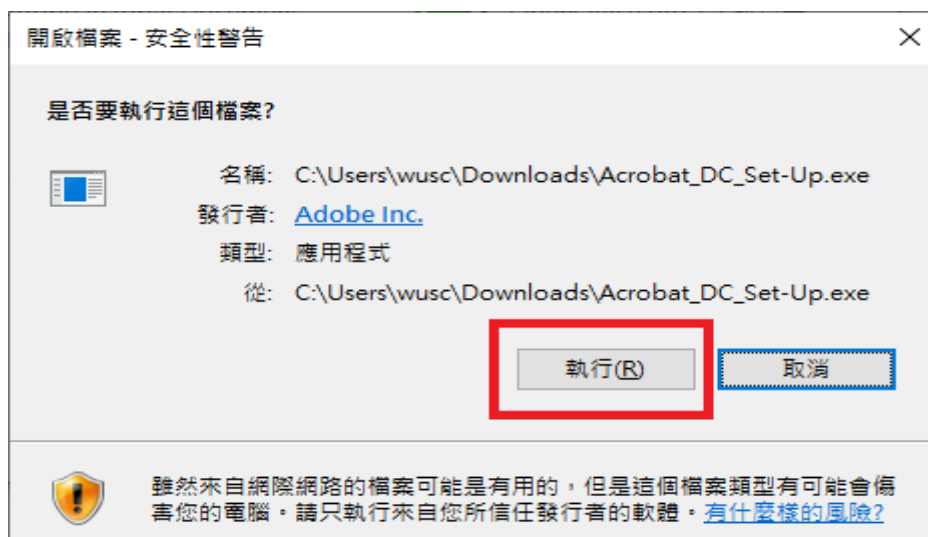 開啟檔案 - 安全性警告
是否要執行這個檔案?
名稱: C:\Users\wusc\Downloads\Acrobat_DC_Set-Up.exe
發行者: Adobe Inc.
類型: 應用程式
從: C:\Users\wusc\Downloads\Acrobat_DC_Set-Up.exe
執行(R) 取消
雖然來自網際網路的檔案可能是有用的，但是這個檔案類型有可能會傷
害您的電腦。請只執行來自您所信任發行者的軟體。有什麼樣的風險?